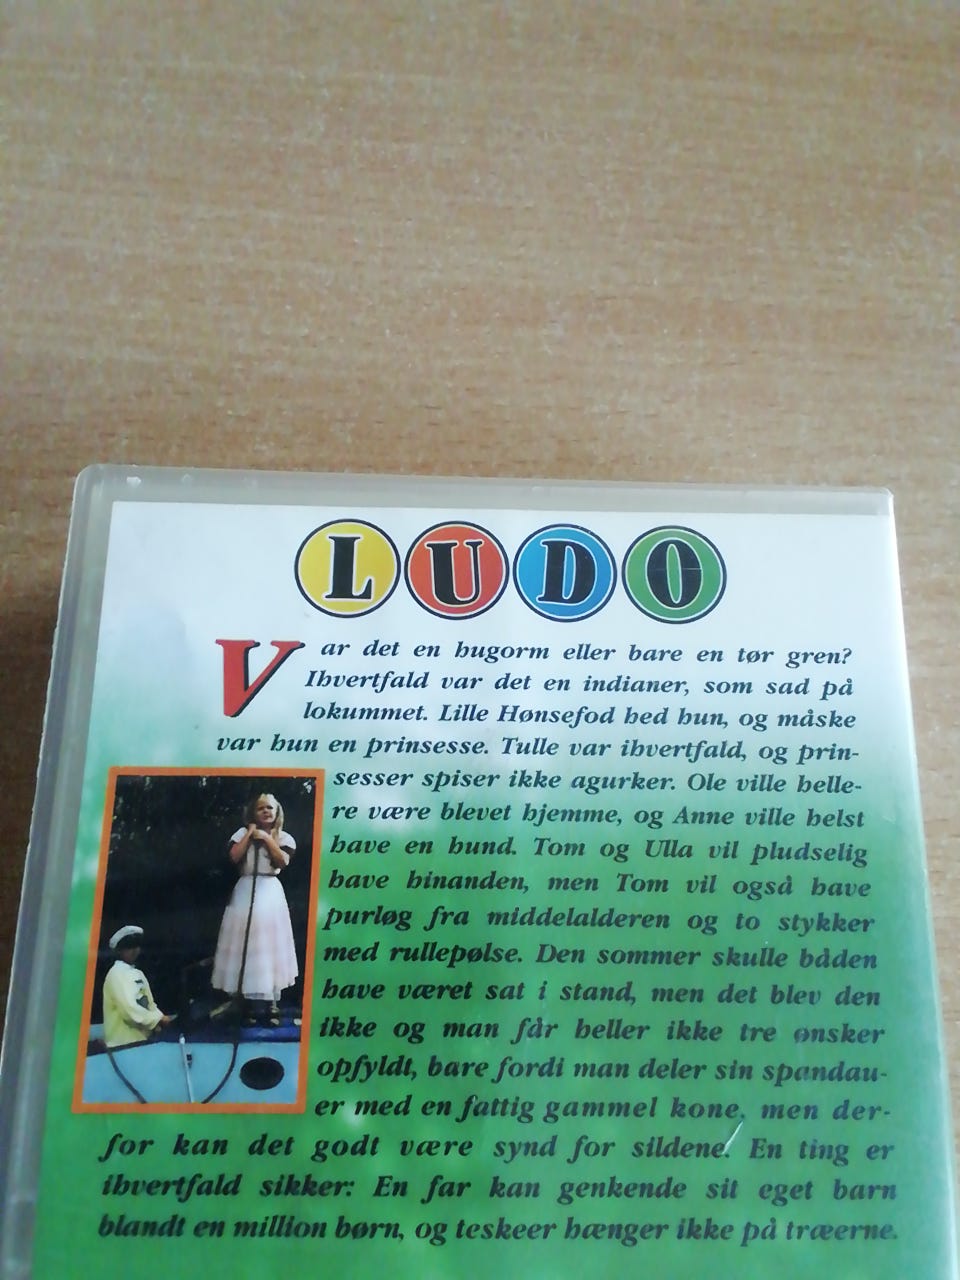 LUDO
Var det en hugorm eller bare en tør gren?
Ihvertfald var det en indianer, som sad på
lokummet. Lille Hønsefod hed hun, og måske
var hun en prinsesse. Tulle var ihvertfald, og prin-
sesser spiser ikke agurker. Ole ville helle-
re være blevet hjemme, og Anne ville helst
have en hund. Tom og Ulla vil pludselig
have hinanden, men Tom vil også have
purløg fra middelalderen og to stykker
med rullepølse. Den sommer skulle båden
have været sat i stand, men det blev den
ikke og man får heller ikke tre ønsker
opfyldt, bare fordi man deler sin spandau-
er med en fattig gammel kone, men der-
for kan det godt være synd for sildene. En ting er
ihvertfald sikker: En far kan genkende sit eget barn
blandt en million børn, og teskeer hænger ikke på træerne.